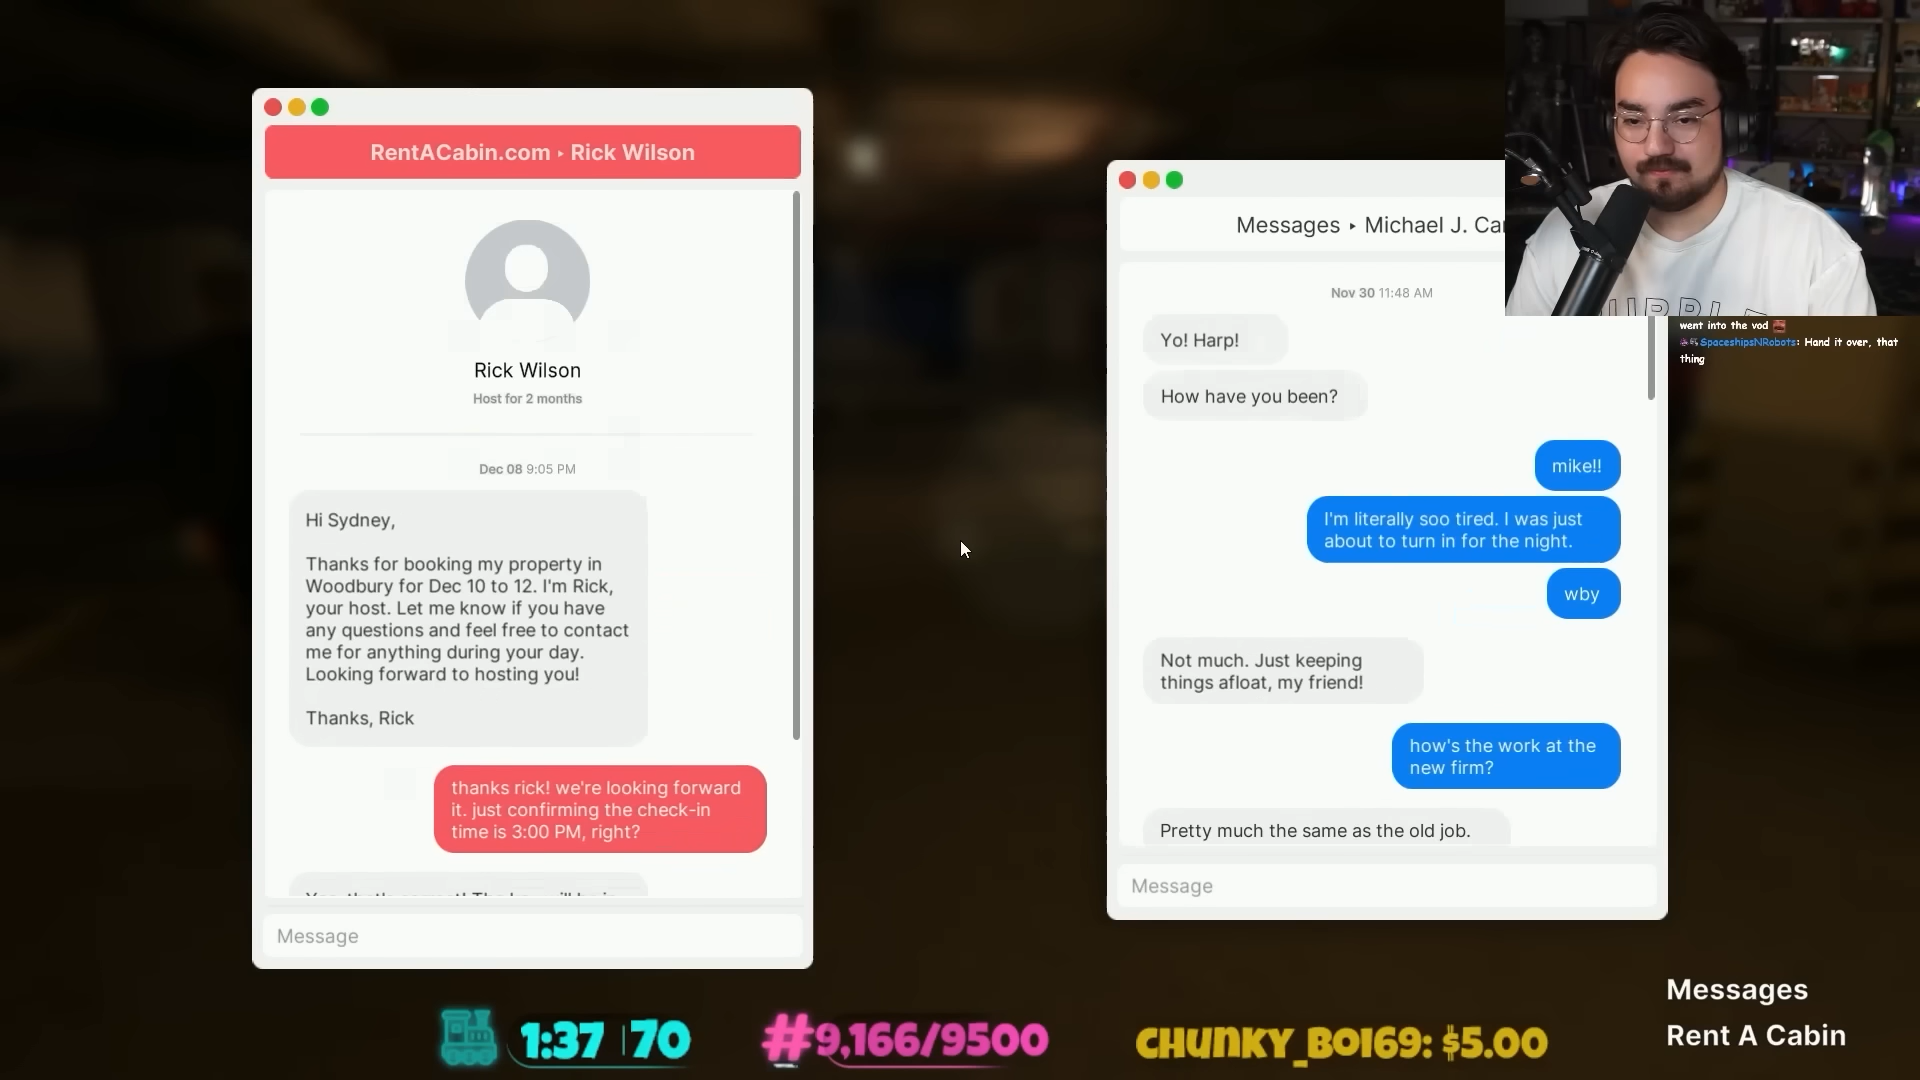 RentACabin.com ▸ Rick Wilson
Rick Wilson
Host for 2 months
Dec 08 9:05 PM
Hi Sydney,
Thanks for booking my property in
Woodbury for Dec 10 to 12. I'm Rick,
your host. Let me know if you have
any questions and feel free to contact
me for anything during your day.
Looking forward to hosting you!
Thanks, Rick
thanks rick! we're looking forward
it. just confirming the check-in
time is 3:00 PM, right?
Message
Messages ▸ Michael J. Car
Nov 30 11:48 AM
Yo! Harp!
How have you been?
mike!!
I'm literally soo tired. I was just
about to turn in for the night.
wby
Not much. Just keeping
things afloat, my friend!
how's the work at the
new firm?
Pretty much the same as the old job.
Message
went into the vod
SpaceshipsNRobots: Hand it over, that
thing
Messages
Rent A Cabin
1:37 | 70
#9,166/9500
CHUNKY_BOI69: $5.00